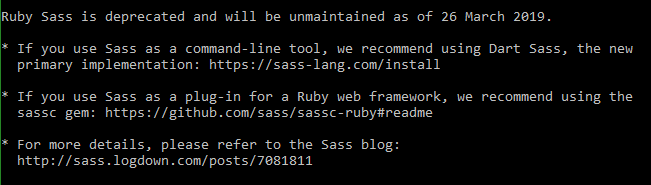 Ruby Sass is deprecated and will be unmaintained as of 26 March 2019.
* If you use Sass as a command-line tool, we recommend using Dart Sass, the new
primary implementation: https://sass-lang.com/install
* If you use Sass as a plug-in for a Ruby web framework, we recommend using the
sassc gem: https://github.com/sass/sassc-ruby#readme
* For more details, please refer to the Sass blog:
http://sass.logdown.com/posts/7081811